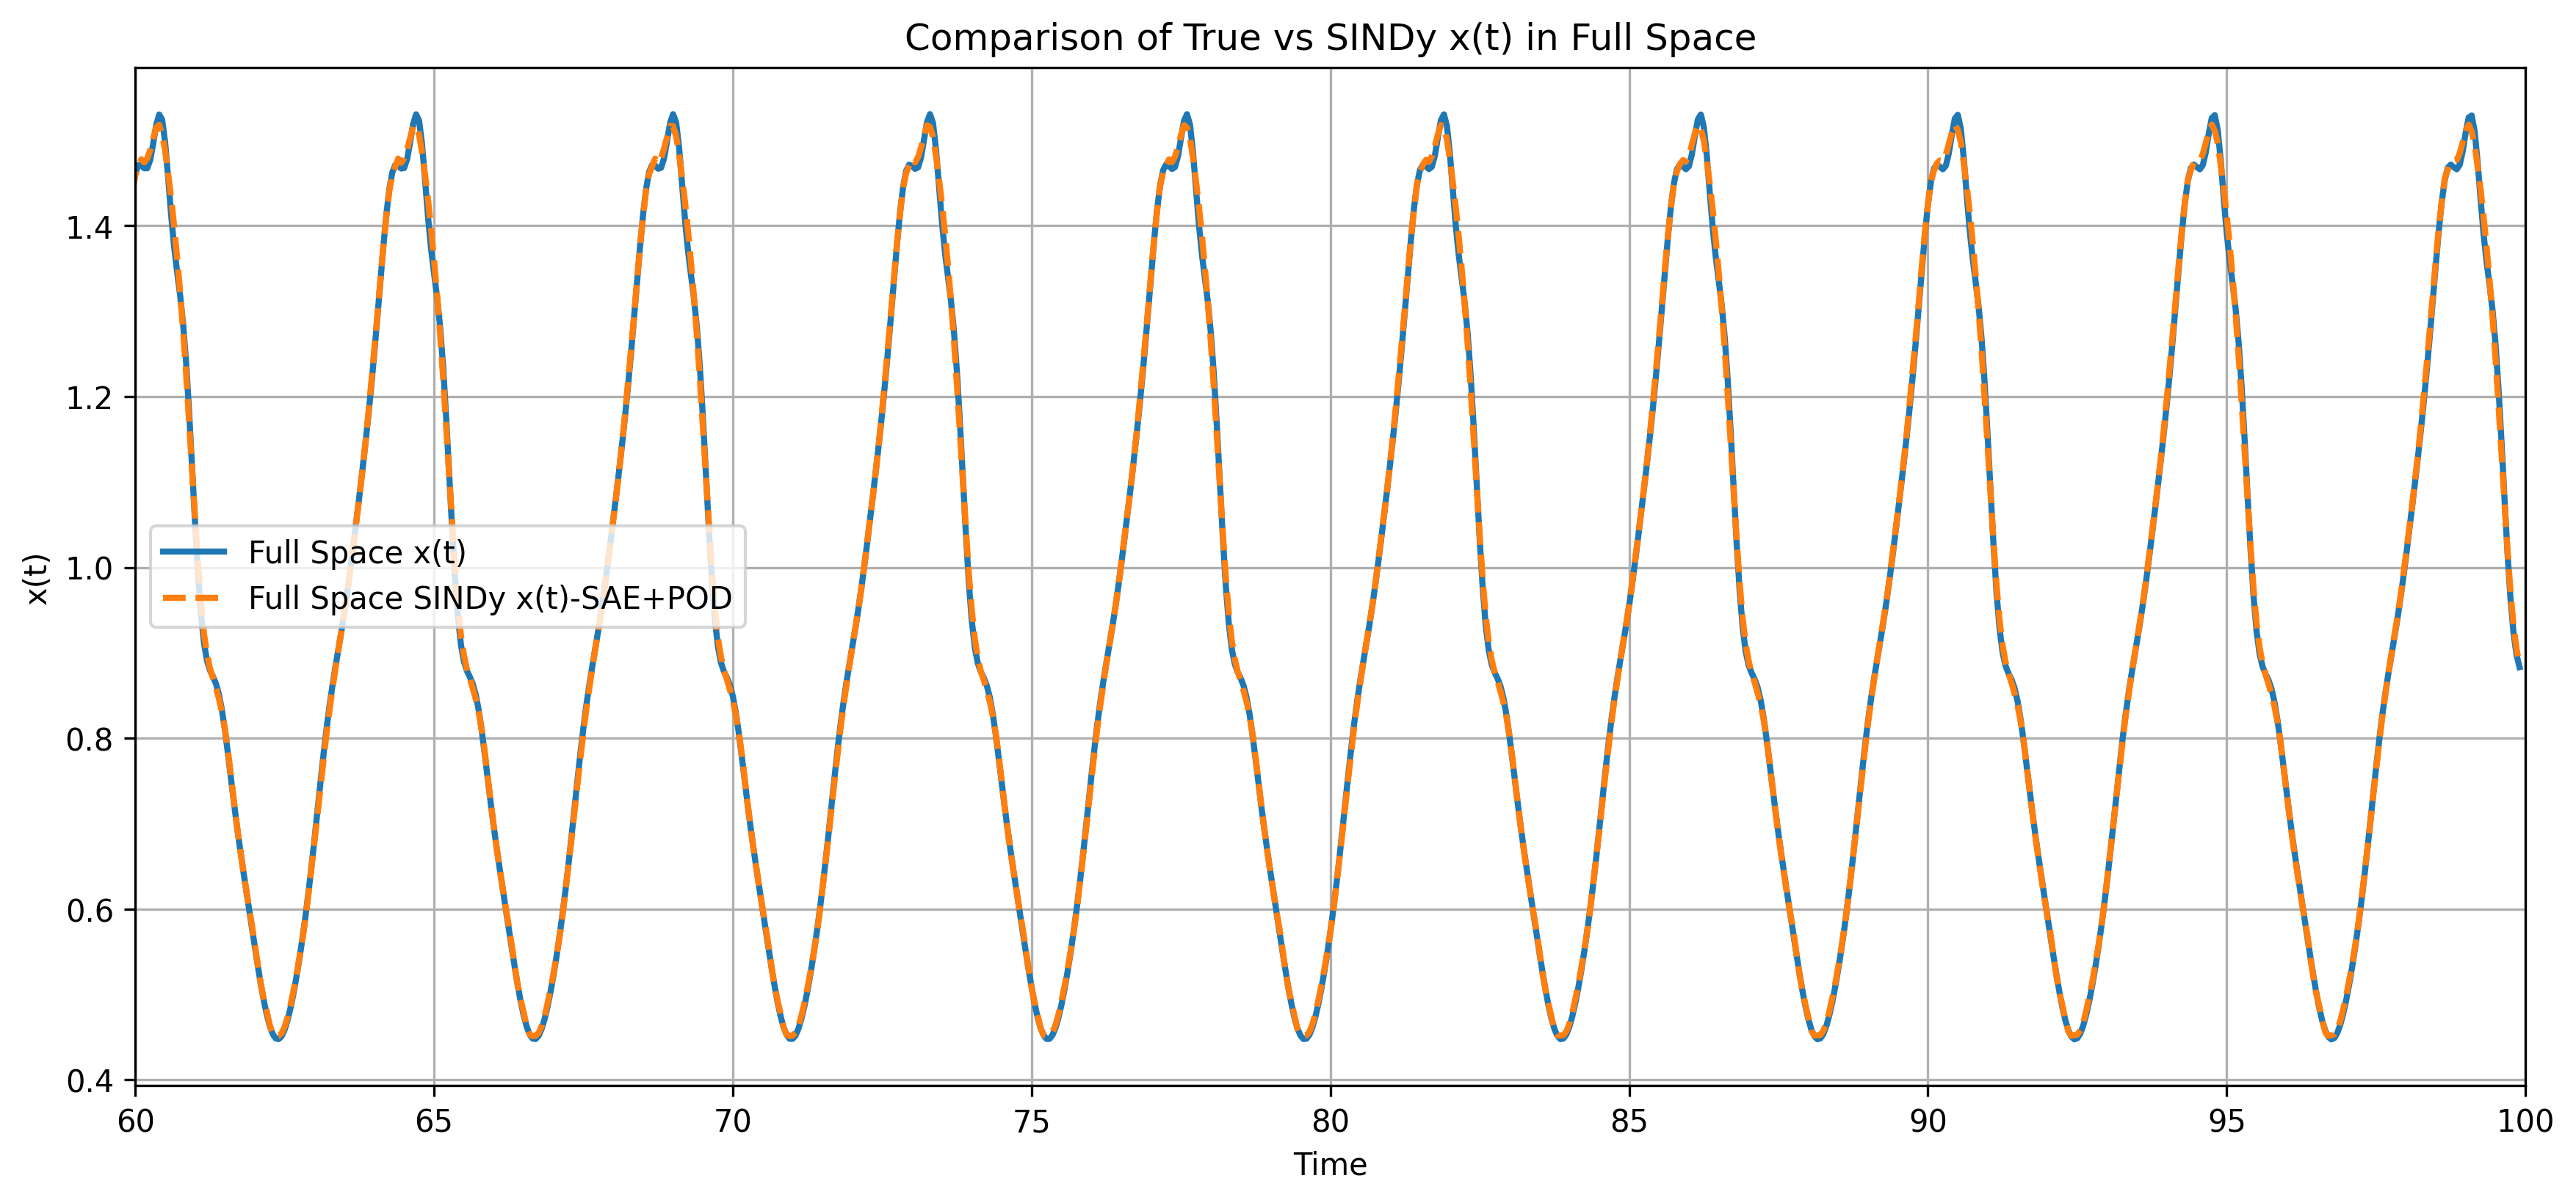 Comparison of True vs SINDy x(t) in Full Space
x(t)
1.4
1.2
1.0
0.8
0.6
0.4
Full Space x(t)
Full Space SINDy x(t)-SAE+POD
60 65 70 75 80 85 90 95 100
Time